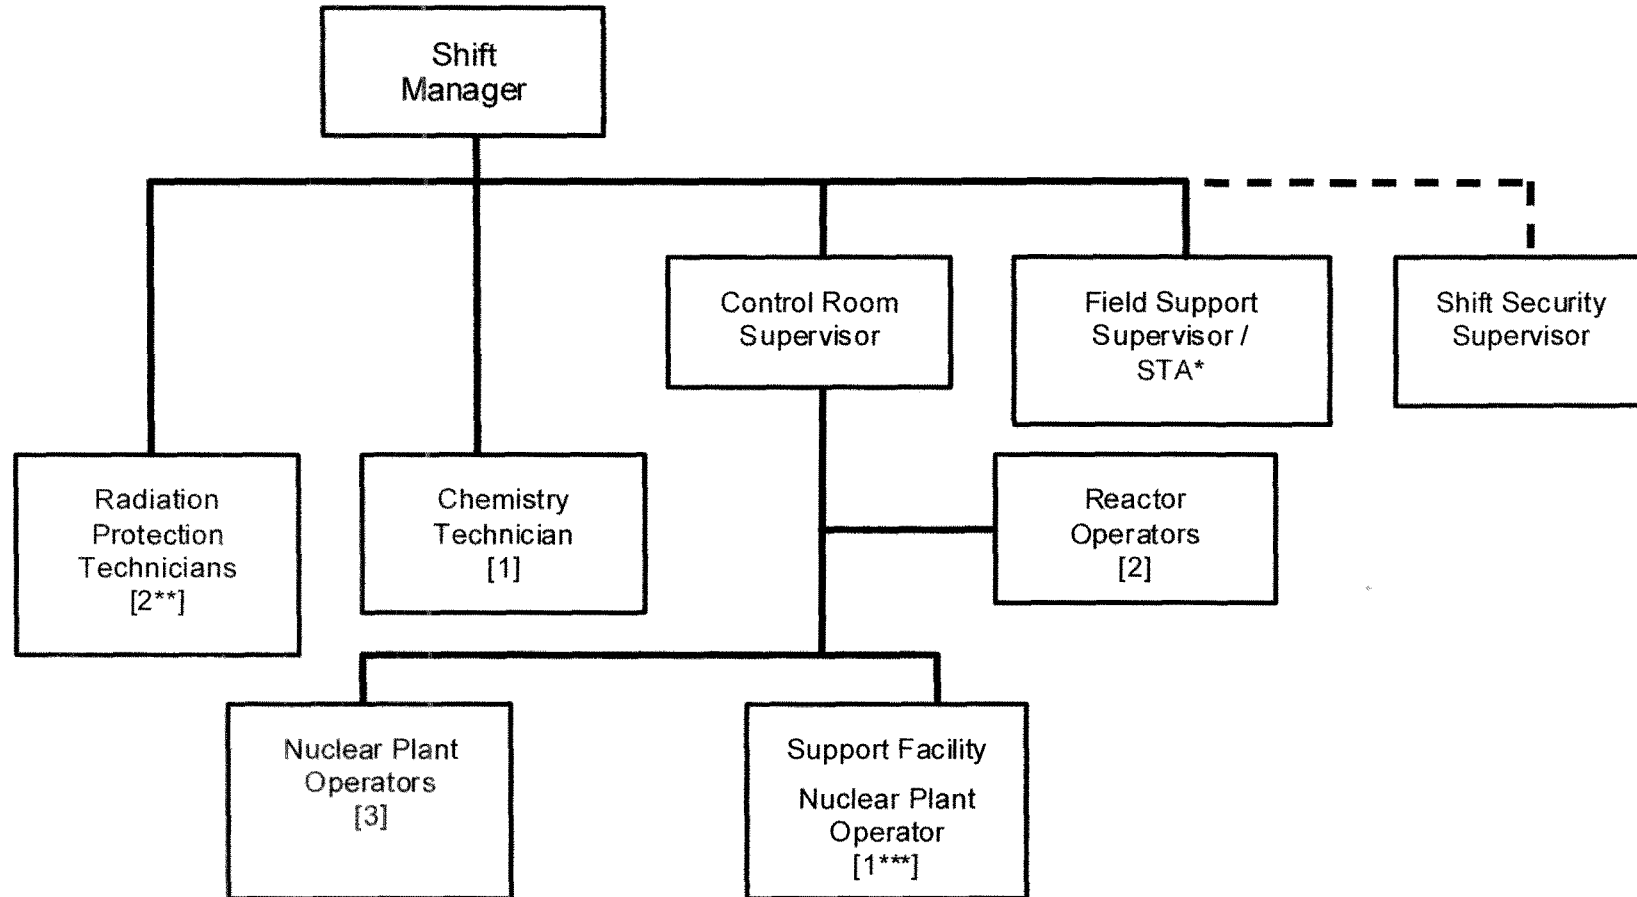 Shift
Manager
Control Room
Supervisor
Field Support
Supervisor /
STA*
Shift Security
Supervisor
Radiation
Protection
Technicians
[2**]
Chemistry
Technician
[1]
Reactor
Operators
[2]
Nuclear Plant
Operators
[3]
Support Facility
Nuclear Plant
Operator
[1***]